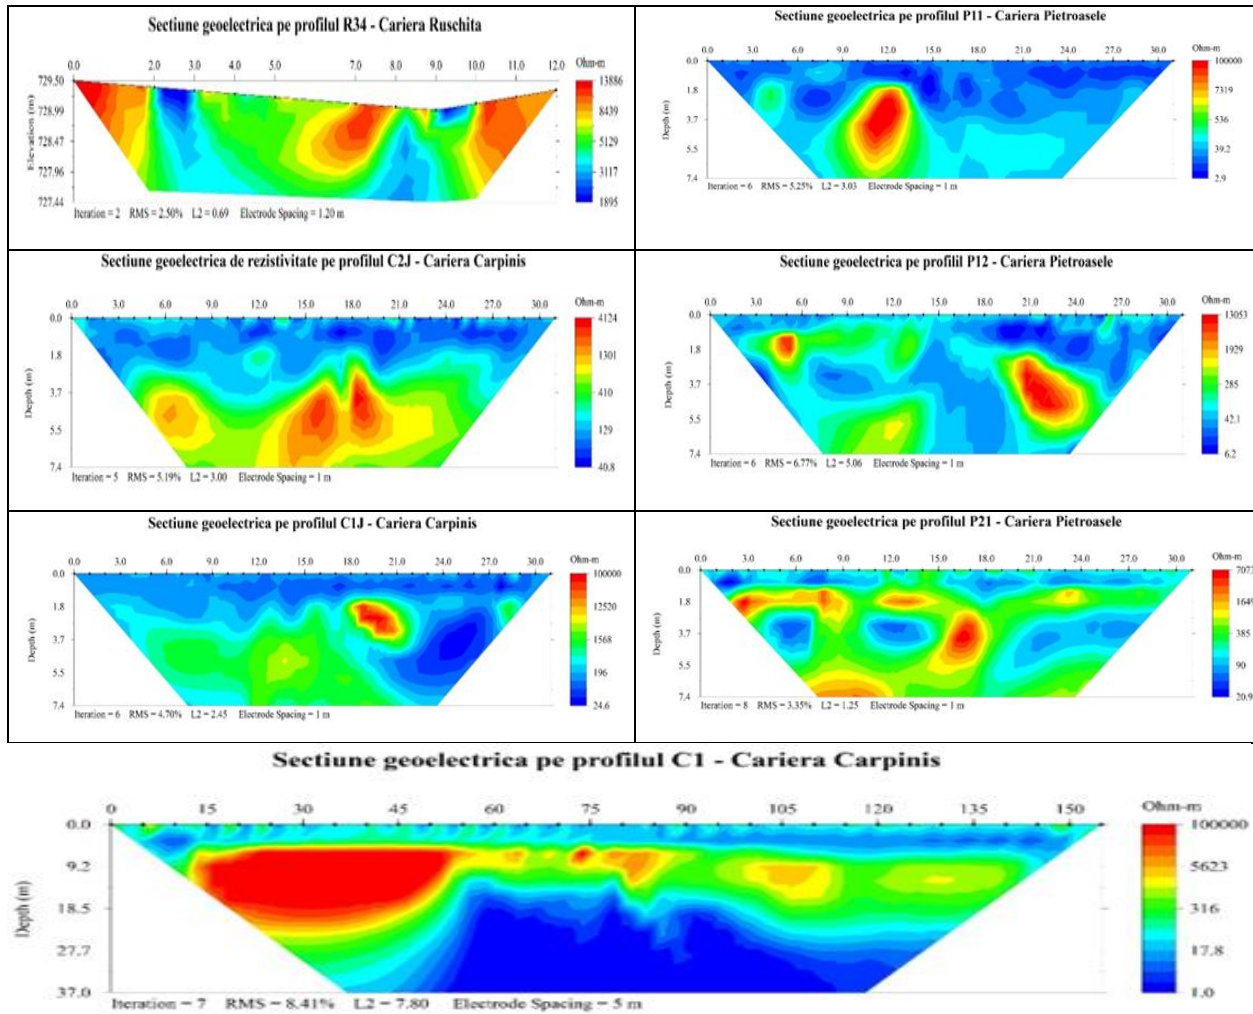 Sectiune geoelectrica pe profilul R34 - Cariera Ruschita
0.0 2.0 3.0 4.0 5.0 7.0 8.0 9.0 10.0 11.0 12.0
Ohm-m
729.50
728.99
728.47
727.96
727.44
Elevation (m)
13886
8439
5129
3117
1895
Iteration = 2 RMS = 2.50% L2 = 0.69 Electrode Spacing = 1.20 m
Sectiune geoelectrica pe profilul P11 - Cariera Pietroasele
0.0 3.0 6.0 9.0 12.0 15.0 18.0 21.0 24.0 27.0 30.0
Ohm-m
0.0
1.8
3.7
5.5
7.4
Depth (m)
100000
7319
536
39.2
2.9
Iteration = 6 RMS = 5.25% L2 = 3.03 Electrode Spacing = 1 m
Sectiune geoelectrica de rezistivitate pe profilul C2J - Cariera Carpinis
0.0 3.0 6.0 9.0 12.0 15.0 18.0 21.0 24.0 27.0 30.0
Ohm-m
0.0
1.8
3.7
5.5
7.4
Depth (m)
4124
1301
410
129
40.8
Iteration = 5 RMS = 5.19% L2 = 3.00 Electrode Spacing = 1 m
Sectiune geoelectrica pe profilil P12 - Cariera Pietroasele
0.0 3.0 6.0 9.0 12.0 15.0 18.0 21.0 24.0 27.0 30.0
Ohm-m
0.0
1.8
3.7
5.5
7.4
Depth (m)
13053
1929
285
42.1
6.2
Iteration = 6 RMS = 6.77% L2 = 5.06 Electrode Spacing = 1 m
Sectiune geoelectrica pe profilul C1J - Cariera Carpinis
0.0 3.0 6.0 9.0 12.0 15.0 18.0 21.0 24.0 27.0 30.0
Ohm-m
0.0
1.8
3.7
5.5
7.4
Depth (m)
100000
12520
1568
196
24.6
Iteration = 6 RMS = 4.70% L2 = 2.45 Electrode Spacing = 1 m
Sectiune geoelectrica pe profilul P21 - Cariera Pietroasele
0.0 3.0 6.0 9.0 12.0 15.0 18.0 21.0 24.0 27.0 30.0
Ohm-m
0.0
1.8
3.7
5.5
7.4
Depth (m)
1649
385
90
20.9
Iteration = 8 RMS = 3.35% L2 = 1.25 Electrode Spacing = 1 m
Sectiune geoelectrica pe profilul C1 - Cariera Carpinis
0 15 30 45 60 75 90 105 120 135 150
Ohm-m
0.0
9.2
18.5
27.7
37.0
Depth (m)
100000
5623
316
17.8
1.0
Iteration = 7 RMS = 8.41% L2 = 7.80 Electrode Spacing = 5 m